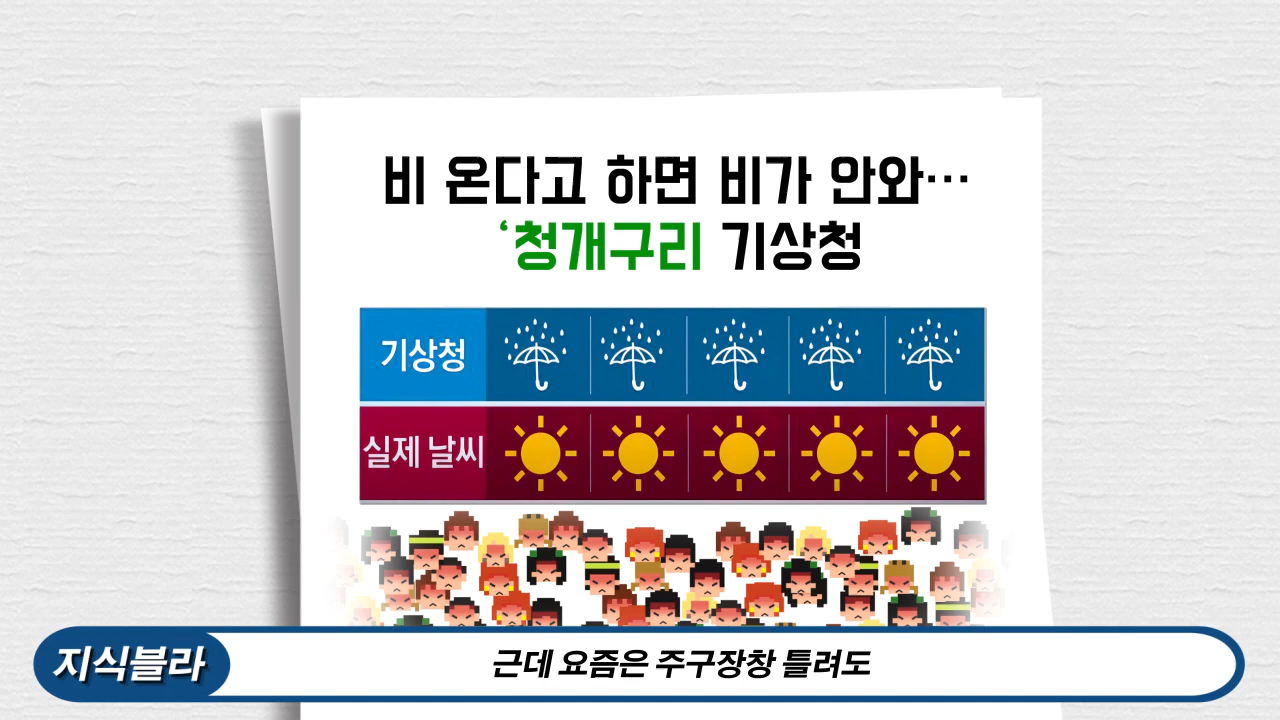 비 온다고 하면 비가 안와…
‘청개구리 기상청
기상청
실제 날씨
지식블라
근데 요즘은 주구장창 틀려도